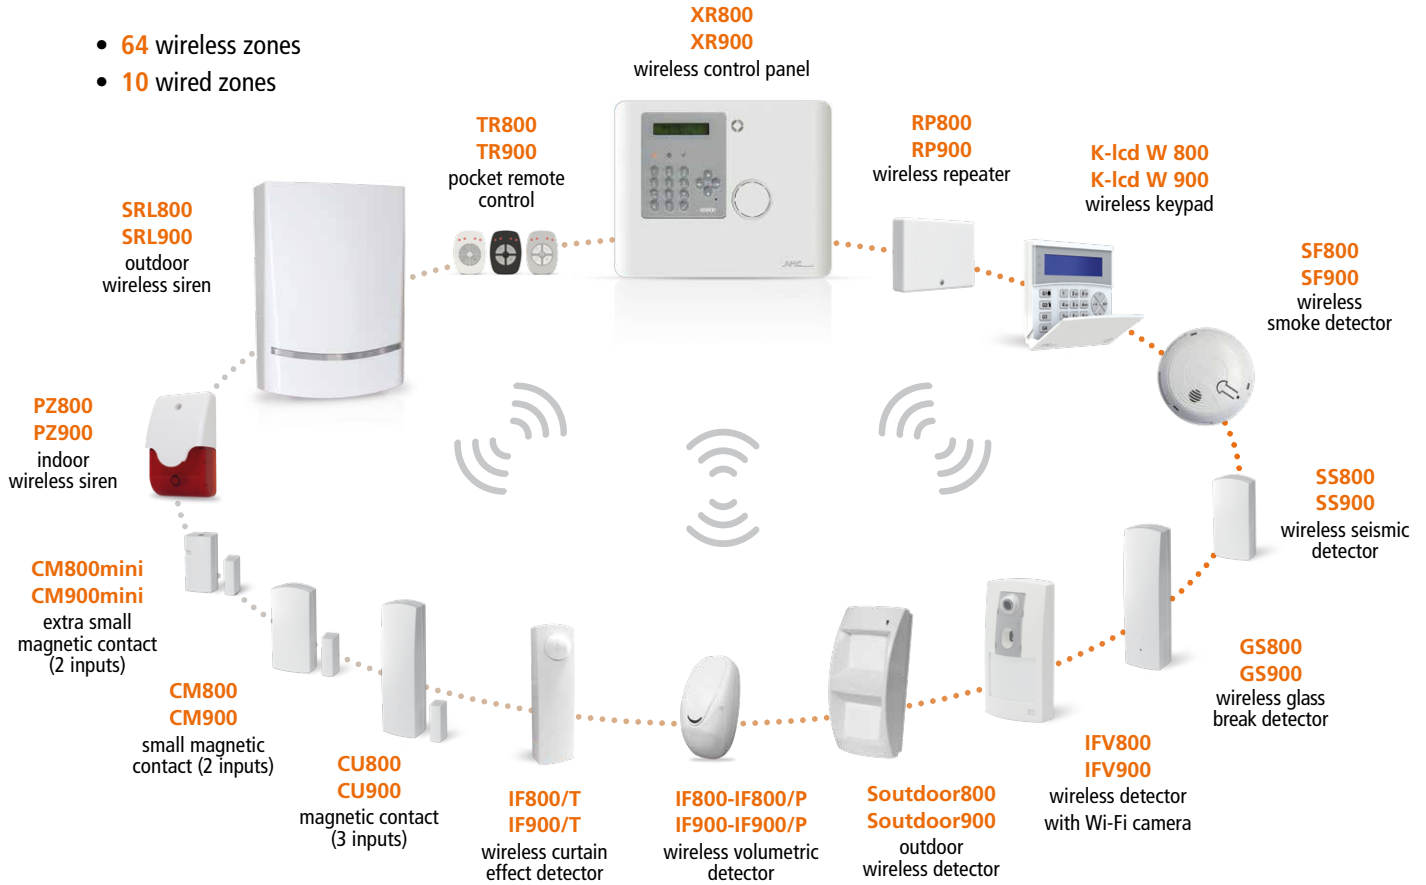 • 64 wireless zones
• 10 wired zones
XR800
XR900
wireless control panel
TR800
TR900
pocket remote
control
RP800
RP900
wireless repeater
K-lcd W 800
K-lcd W 900
wireless keypad
SRL800
SRL900
outdoor
wireless siren
SF800
SF900
wireless
smoke detector
PZ800
PZ900
indoor
wireless siren
SS800
SS900
wireless seismic
detector
CM800mini
CM900mini
extra small
magnetic contact
(2 inputs)
GS800
GS900
wireless glass
break detector
CM800
CM900
small magnetic
contact (2 inputs)
CU800
CU900
magnetic contact
(3 inputs)
IF800/T
IF900/T
wireless curtain
effect detector
IF800-IF800/P
IF900-IF900/P
wireless volumetric
detector
Soutdoor800
Soutdoor900
outdoor
wireless detector
IFV800
IFV900
wireless detector
with Wi-Fi camera